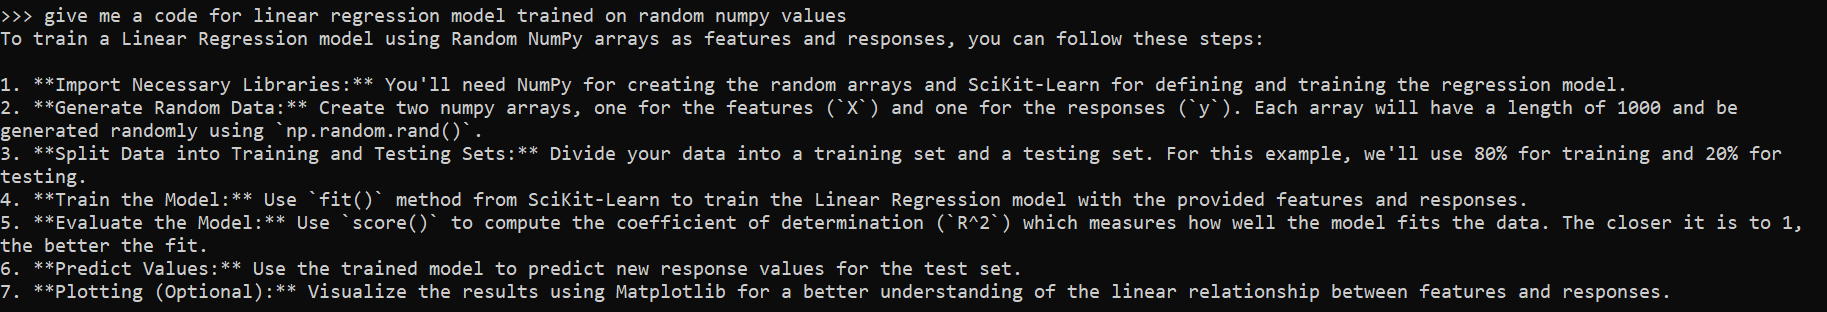 >>> give me a code for linear regression model trained on random numpy values
To train a Linear Regression model using Random NumPy arrays as features and responses, you can follow these steps:
1. **Import Necessary Libraries:** You'll need NumPy for creating the random arrays and SciKit-Learn for defining and training the regression model.
2. **Generate Random Data:** Create two numpy arrays, one for the features (`X`) and one for the responses (`y`). Each array will have a length of 1000 and be
generated randomly using `np.random.rand()`.
3. **Split Data into Training and Testing Sets:** Divide your data into a training set and a testing set. For this example, we'll use 80% for training and 20% for
testing.
4. **Train the Model:** Use `fit()` method from SciKit-Learn to train the Linear Regression model with the provided features and responses.
5. **Evaluate the Model:** Use `score()` to compute the coefficient of determination (`R^2`) which measures how well the model fits the data. The closer it is to 1,
the better the fit.
6. **Predict Values:** Use the trained model to predict new response values for the test set.
7. **Plotting (Optional):** Visualize the results using Matplotlib for a better understanding of the linear relationship between features and responses.